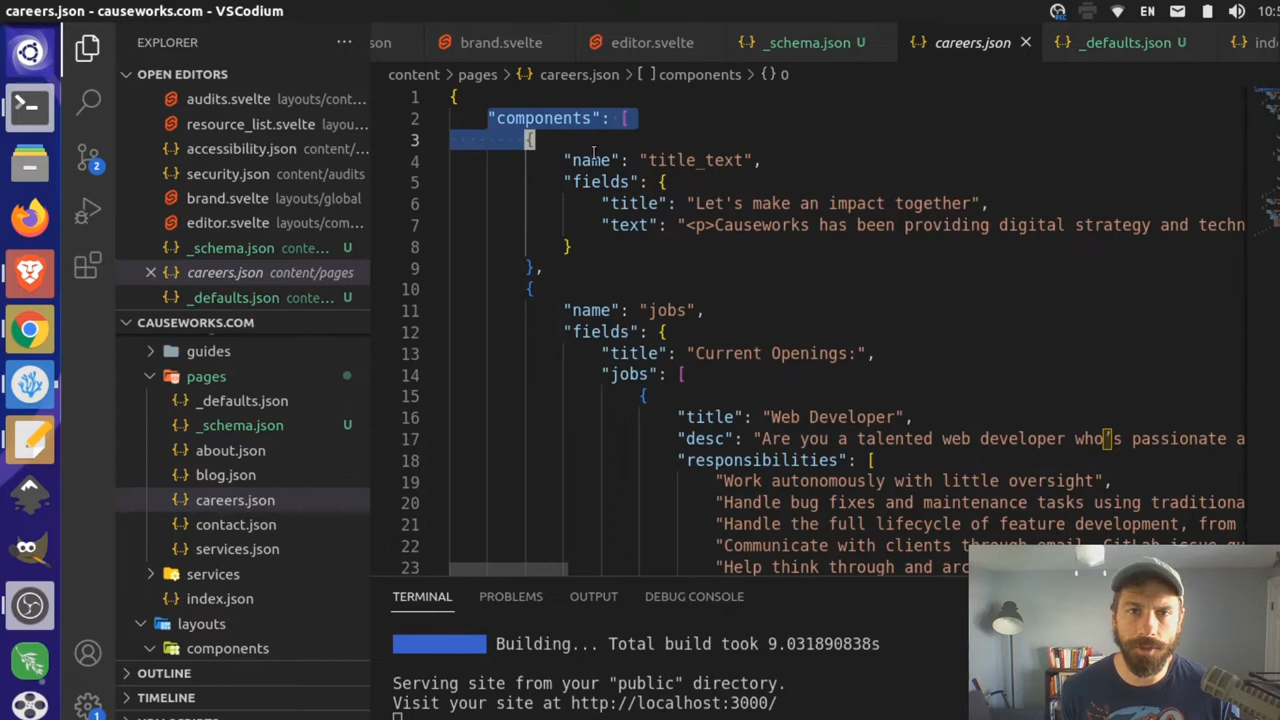 careers.json - causeworks.com - VSCodium
EN
EXPLORER
OPEN EDITORS
audits.svelte layouts/cont...
resource_list.svelte layou...
accessibility.json content...
security.json content/audits
brand.svelte layouts/global
editor.svelte layouts/com...
_schema.json conte... U
careers.json content/pages
_defaults.json conte... U
CAUSEWORKS.COM
guides
pages
_defaults.json
_schema.json U
about.json
blog.json
careers.json
contact.json
services.json
services
index.json
layouts
components
OUTLINE
TIMELINE
2
1
son
brand.svelte
editor.svelte
_schema.json U
careers.json
_defaults.json U
content > pages > careers.json > [ ] components > {} 0
1 {
2 "components": [
3 {
4 "name": "title_text",
5 "fields": {
6 "title": "Let's make an impact together",
7 "text": "<p>Causeworks has been providing digital strategy and techn
8 }
9 },
10 {
11 "name": "jobs",
12 "fields": {
13 "title": "Current Openings:",
14 "jobs": [
15 {
16 "title": "Web Developer",
17 "desc": "Are you a talented web developer who’s passionate a
18 "responsibilities": [
19 "Work autonomously with little oversight",
20 "Handle bug fixes and maintenance tasks using traditiona
21 "Handle the full lifecycle of feature development, from
22 "Communicate with clients through email, GitLab issue qu
23 "Help think through and arc
TERMINAL PROBLEMS OUTPUT DEBUG CONSOLE
Building... Total build took 9.031890838s
Serving site from your "public" directory.
Visit your site at http://localhost:3000/